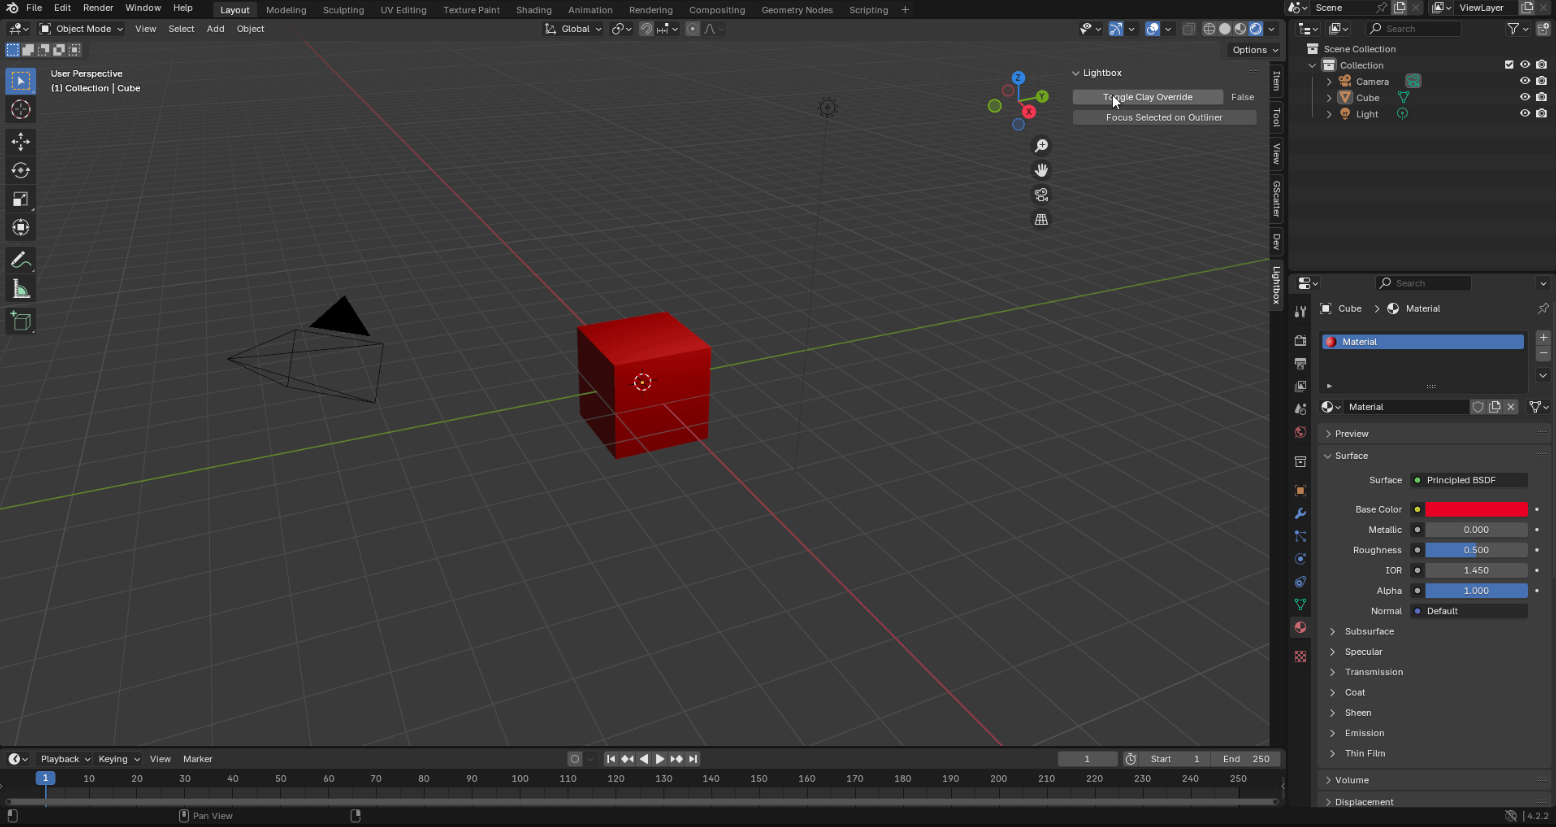 File Edit Render Window Help Layout Modeling Sculpting UV Editing Texture Paint Shading Animation Rendering Compositing Geometry Nodes Scripting + Scene ViewLayer
Object Mode View Select Add Object Global Search
Options
User Perspective
(1) Collection | Cube
Z
Y
X
Lightbox
Toggle Clay Override False
Focus Selected on Outliner
Item
Tool
View
GScatter
Dev
Lightbox
Scene Collection
Collection
Camera
Cube
Light
Search
Cube Material
Material
Material
Preview
Surface
Surface Principled BSDF
Base Color
Metallic 0.000
Roughness 0.500
IOR 1.450
Alpha 1.000
Normal Default
Subsurface
Specular
Transmission
Coat
Sheen
Emission
Thin Film
Volume
Displacement
Playback Keying View Marker 1 Start 1 End 250
1 10 20 30 40 50 60 70 80 90 100 110 120 130 140 150 160 170 180 190 200 210 220 230 240 250
Pan View 4.2.2